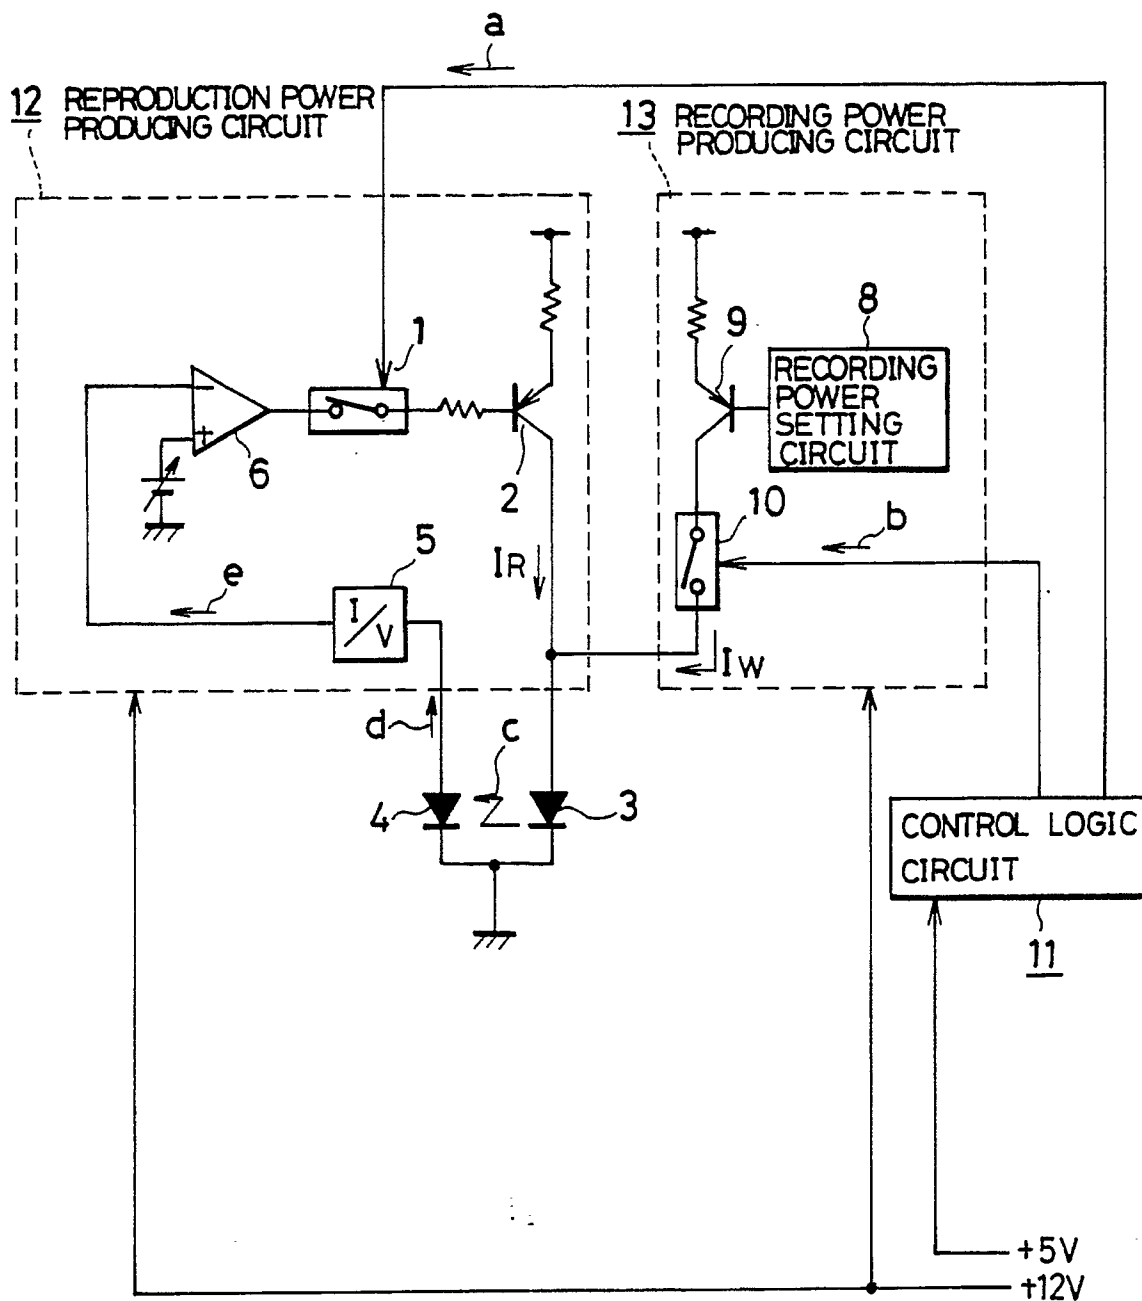 a
12 REPRODUCTION POWER
PRODUCING CIRCUIT
13 RECORDING POWER
PRODUCING CIRCUIT
1
9
8
RECORDING
POWER
SETTING
CIRCUIT
−
+
6
2
10
b
5
IR
e
I/V
IW
d
c
4
3
CONTROL LOGIC
CIRCUIT
11
+5V
+12V